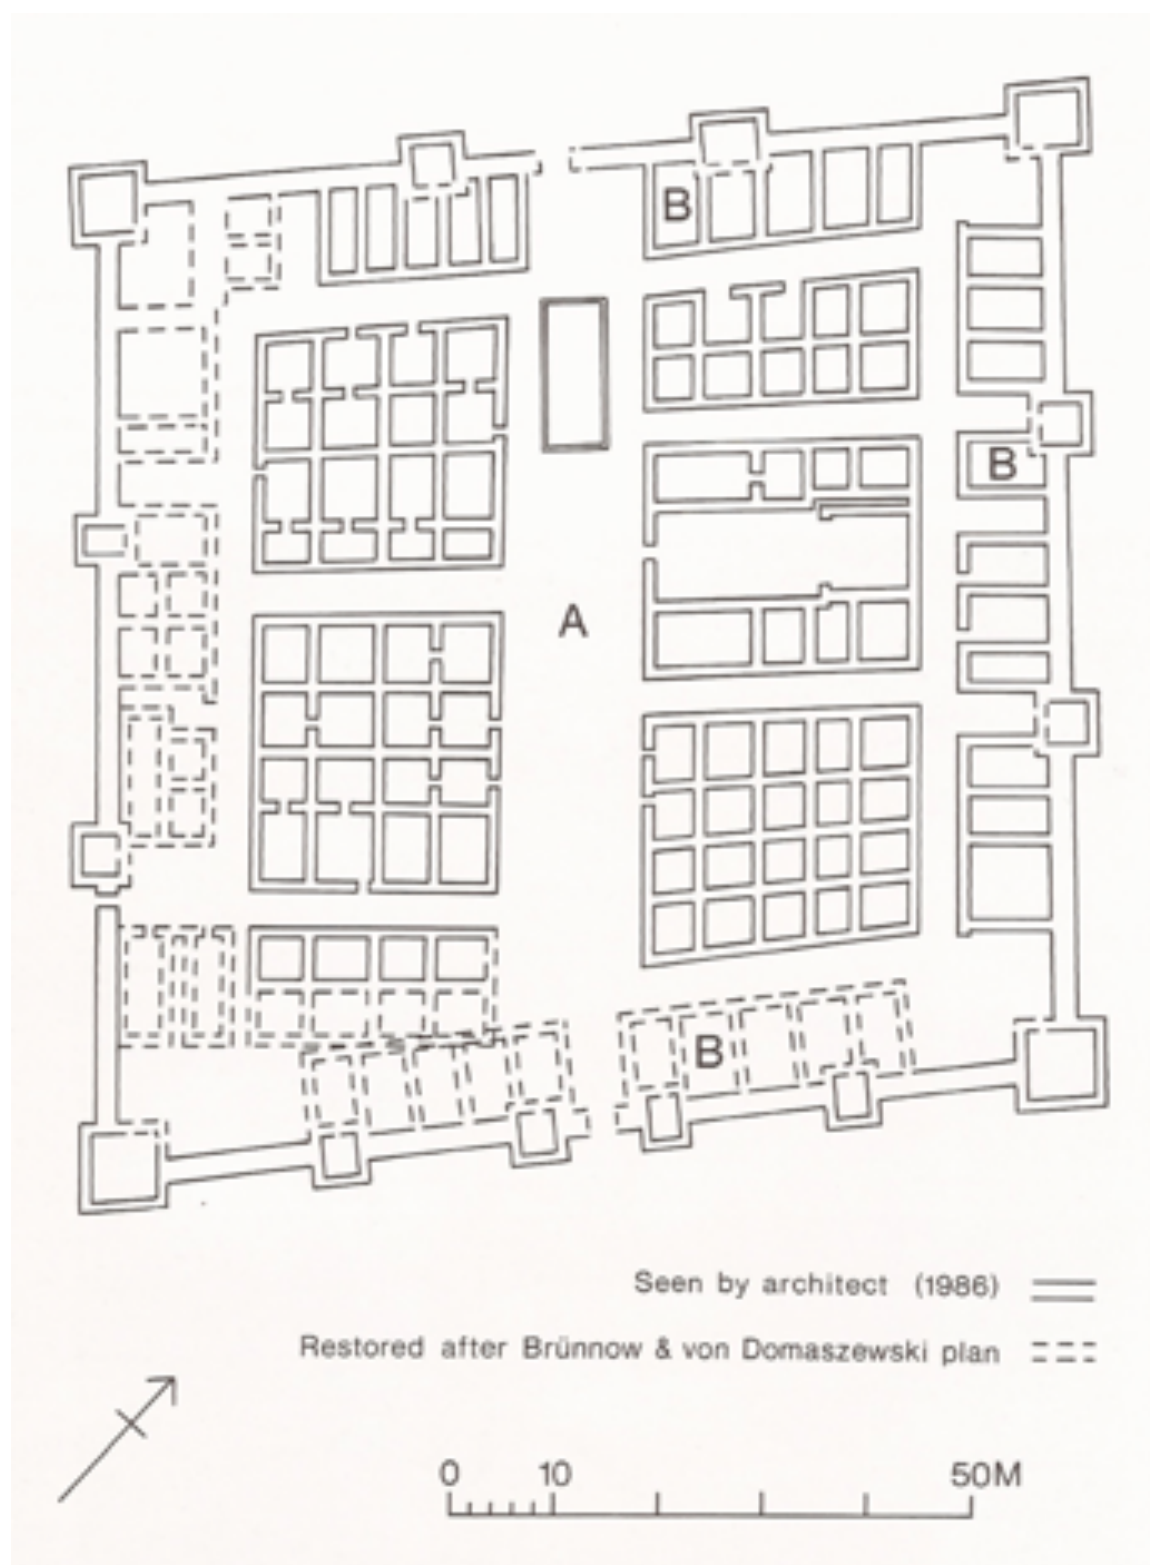 B
B
A
B
Seen by architect (1986)
Restored after Brünnow & von Domaszewski plan
0 10 50M